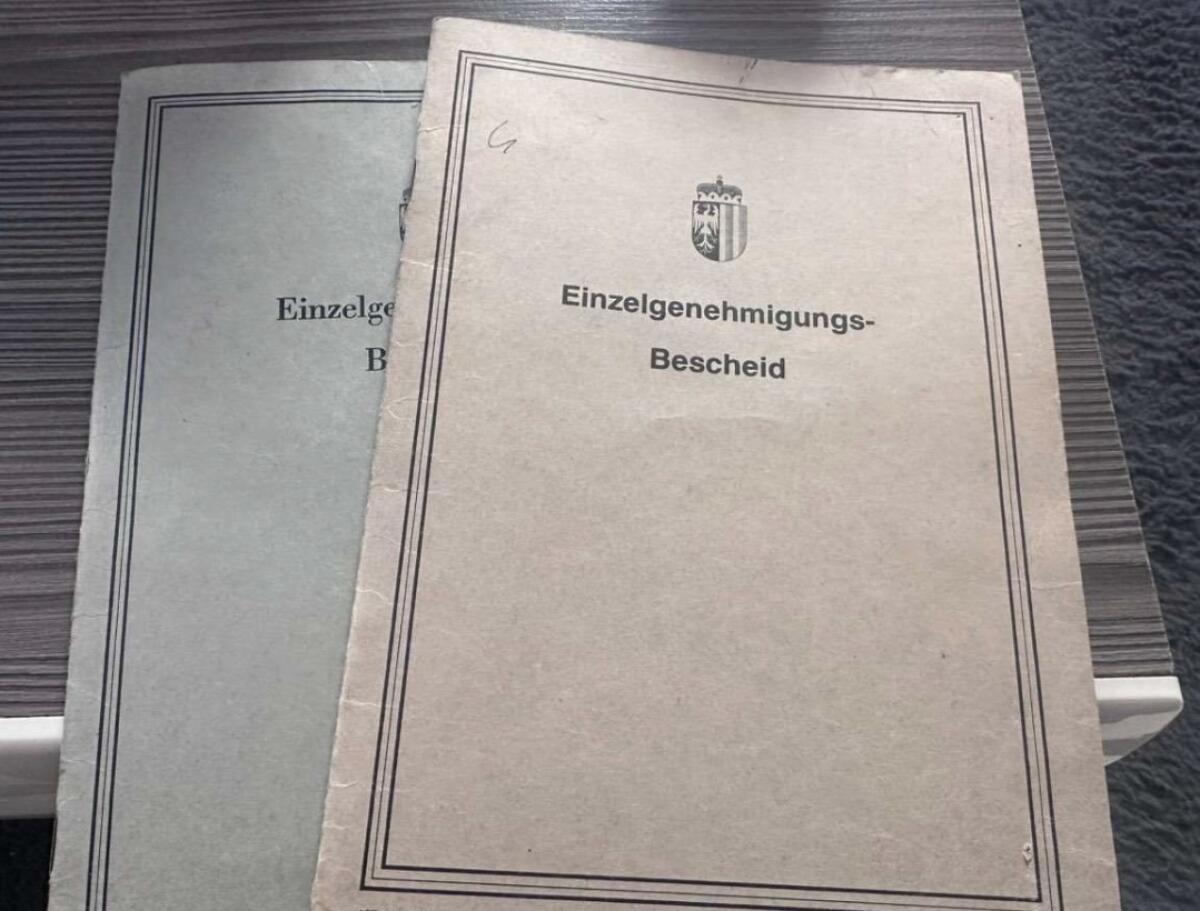 Einzelge
B
Einzelgenehmigungs-
Bescheid